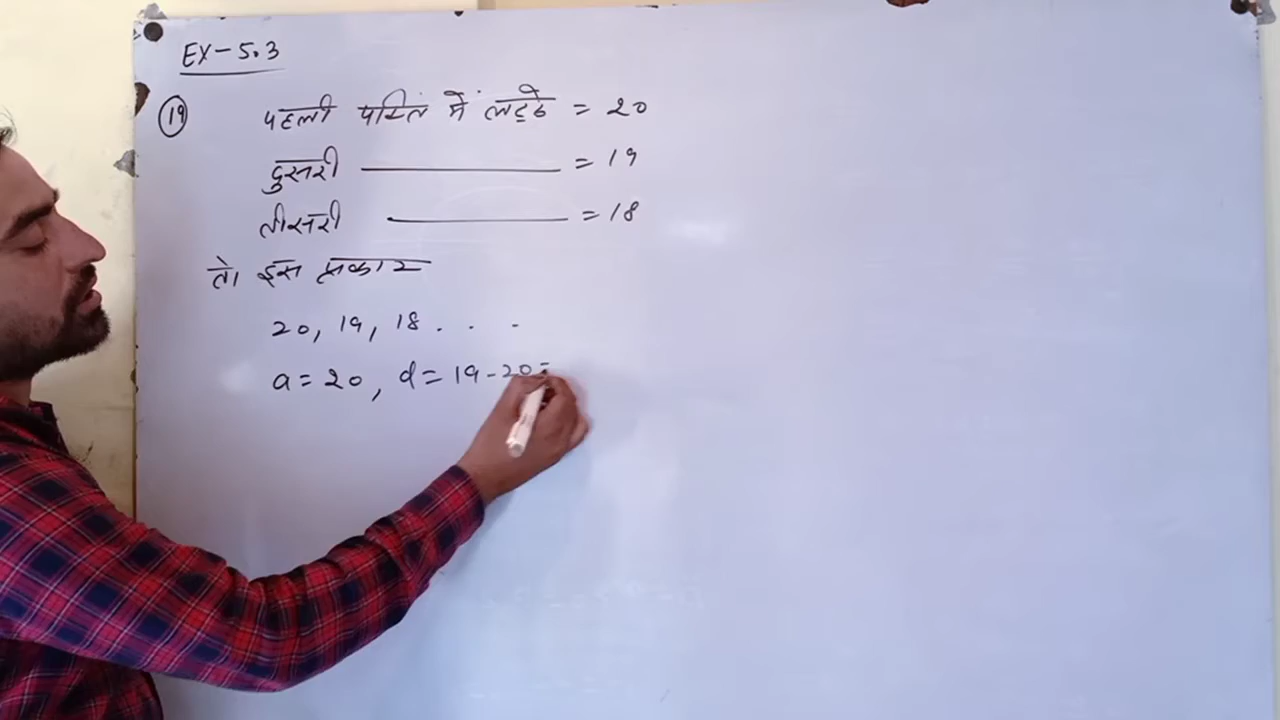 EX-5.3
19 पहली पंक्ति में लट्ठे = 20
दुसरी ———— = 19
तीसरी ———— = 18
तो इस प्रकार
20, 19, 18 . . .
a = 20, d = 19 - 20 =